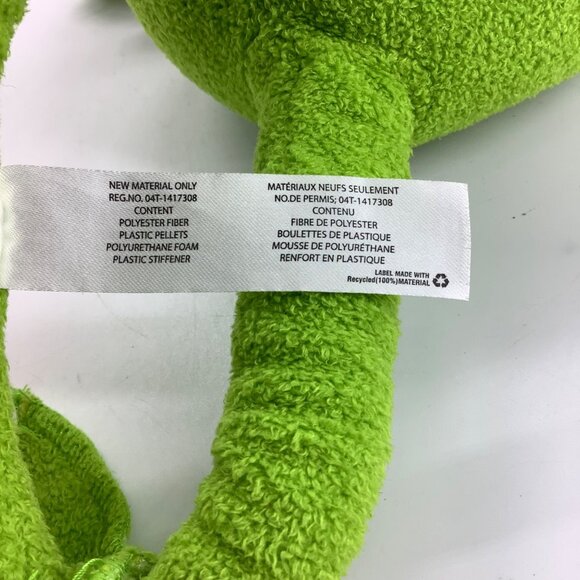 NEW MATERIAL ONLY
REG.NO. 04T-1417308
CONTENT
POLYESTER FIBER
PLASTIC PELLETS
POLYURETHANE FOAM
PLASTIC STIFFENER
MATÉRIAUX NEUFS SEULEMENT
NO.DE PERMIS; 04T-1417308
CONTENU
FIBRE DE POLYESTER
BOULETTES DE PLASTIQUE
MOUSSE DE POLYURÉTHANE
RENFORT EN PLASTIQUE
LABEL MADE WITH
Recycled(100%)MATERIAL